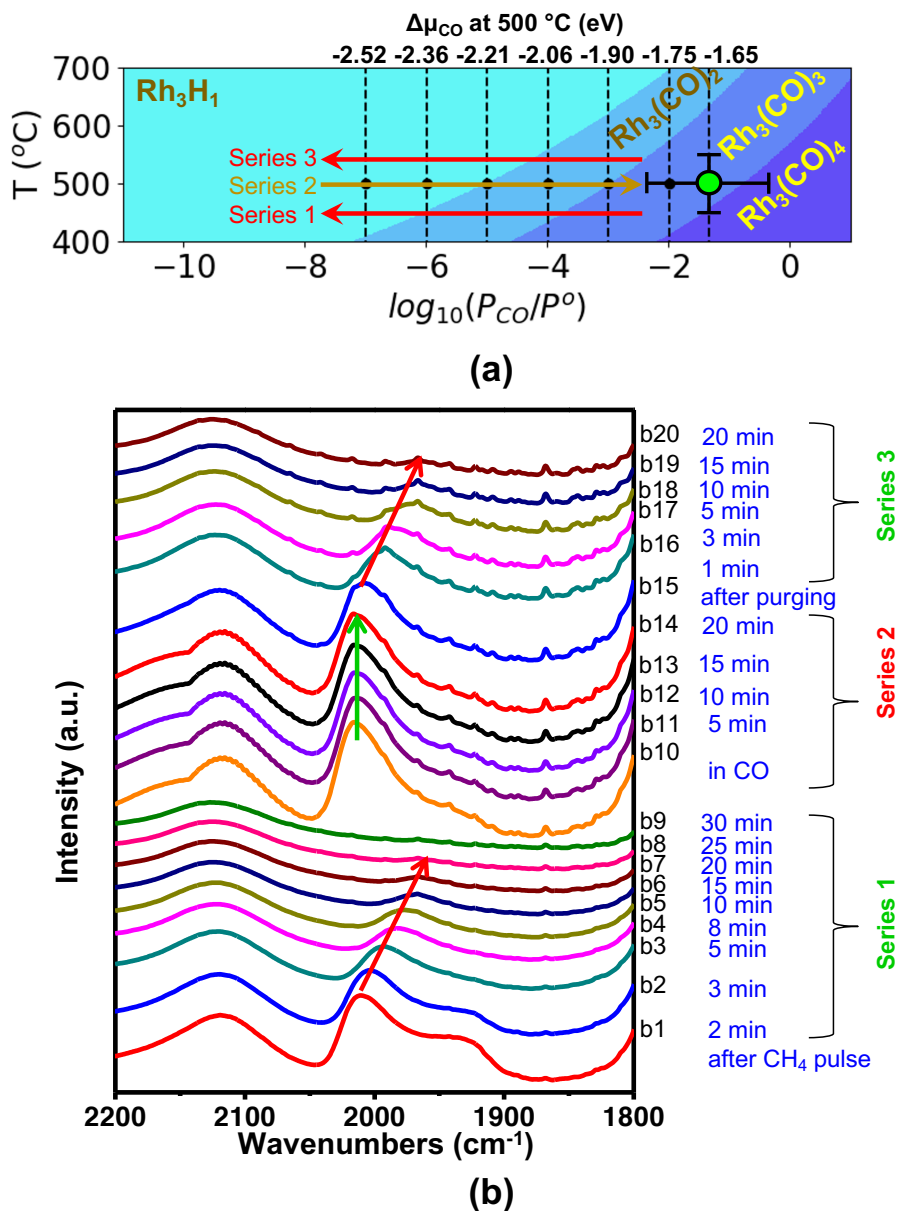 ΔμCO at 500 °C (eV)
-2.52 -2.36 -2.21 -2.06 -1.90 -1.75 -1.65
700
600
500
400
T (°C)
Rh3H1
Rh3(CO)2
Rh3(CO)3
Rh3(CO)4
Series 3
Series 2
Series 1
−10 −8 −6 −4 −2 0
log10(PCO/P°)
(a)
b20 20 min
b19 15 min
b18 10 min
b17 5 min
b16 3 min
1 min
b15 after purging
Series 3
b14 20 min
b13 15 min
b12 10 min
b11 5 min
b10 in CO
Series 2
b9 30 min
b8 25 min
b7 20 min
b6 15 min
b5 10 min
b4 8 min
b3 5 min
b2 3 min
b1 2 min
after CH4 pulse
Series 1
Intensity (a.u.)
2200 2100 2000 1900 1800
Wavenumbers (cm-1)
(b)